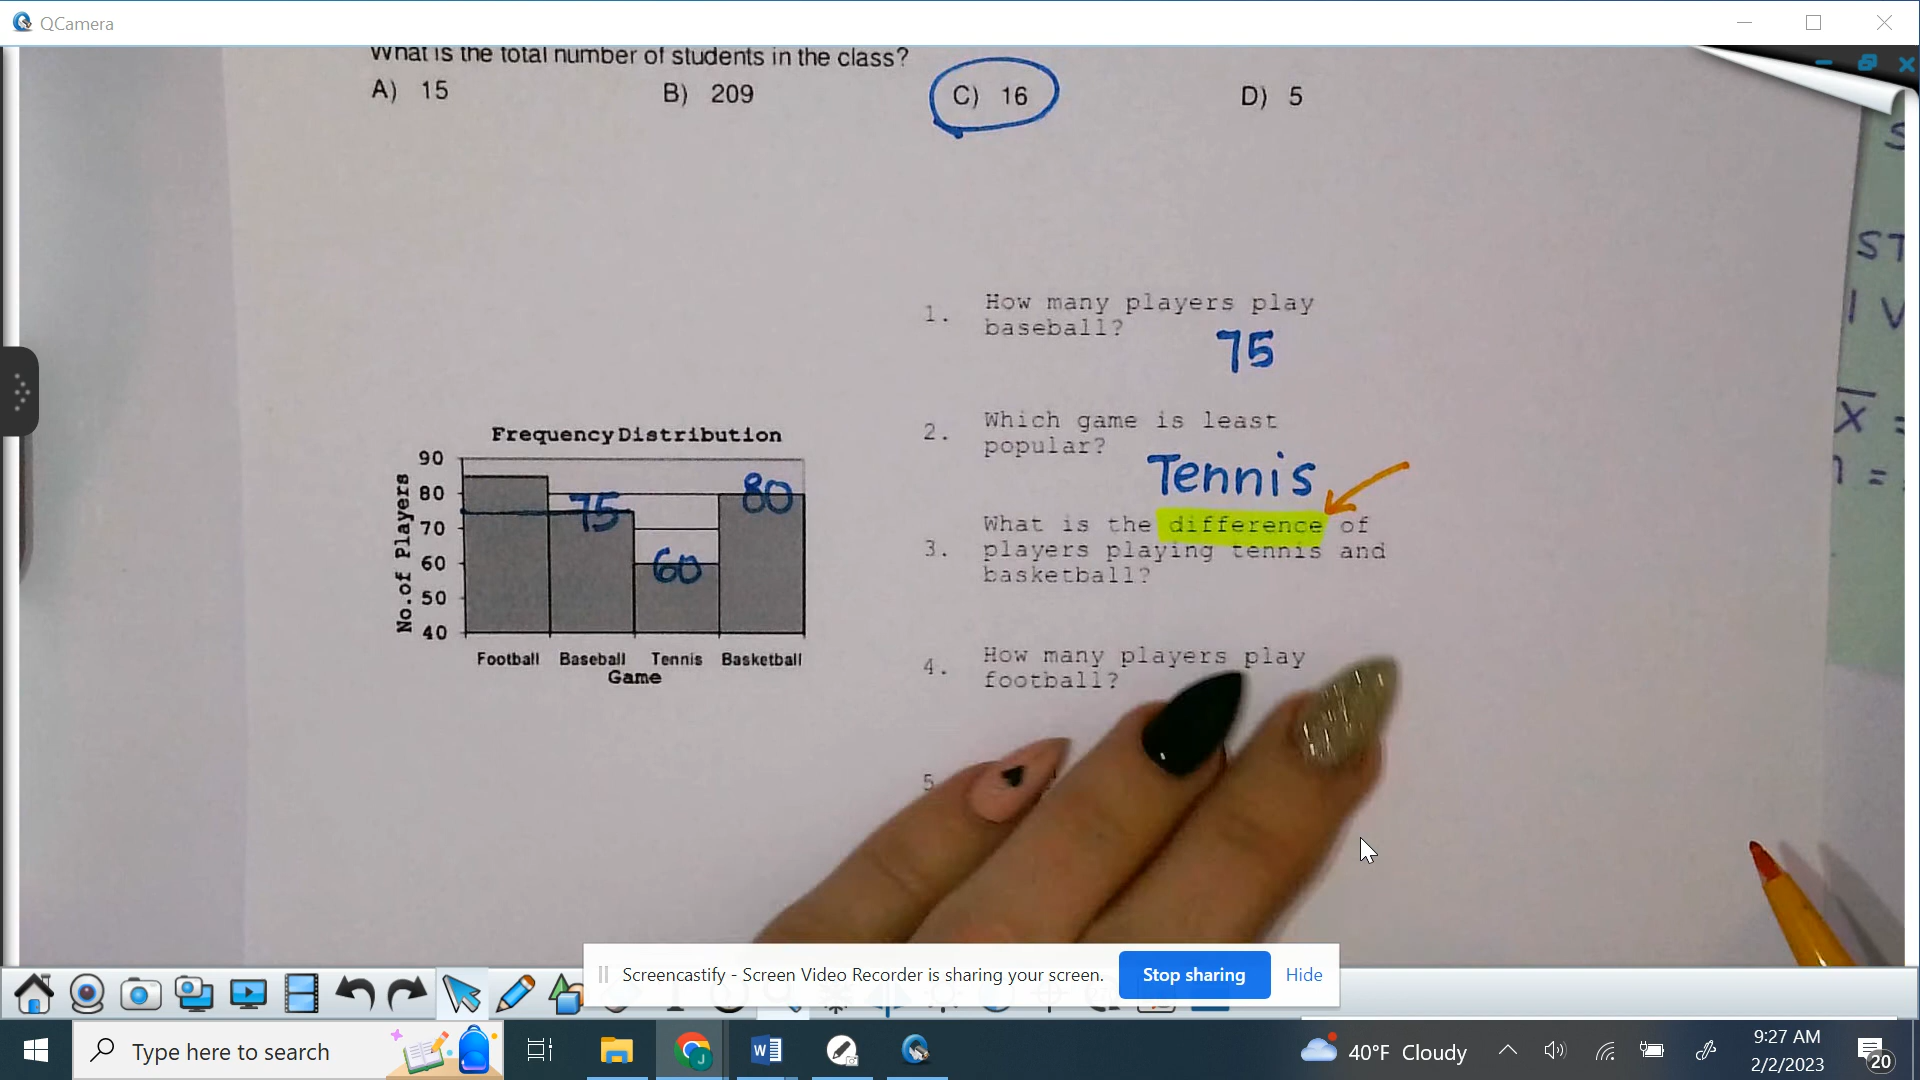 QCamera
What is the total number of students in the class?
A) 15 B) 209 C) 16 D) 5
1. How many players play
baseball?
75
2. Which game is least
popular?
Tennis
3. What is the difference of
players playing tennis and
basketball?
4. How many players play
football?
5.
Frequency Distribution
No. of Players
90
80
70
60
50
40
75
60
80
Football Baseball Tennis Basketball
Game
ST
I V
x̄ =
n =
Screencastify - Screen Video Recorder is sharing your screen. Stop sharing Hide
Type here to search
40°F Cloudy
9:27 AM
2/2/2023
20